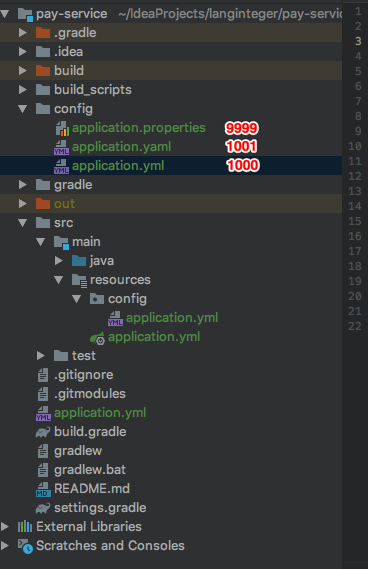 pay-service ~/IdeaProjects/langinteger/pay-servic
.gradle
.idea
build
build_scripts
config
application.properties 9999
application.yaml 1001
application.yml 1000
gradle
out
src
main
java
resources
config
application.yml
application.yml
test
.gitignore
.gitmodules
application.yml
build.gradle
gradlew
gradlew.bat
README.md
settings.gradle
External Libraries
Scratches and Consoles
1
2
3
4
5
6
7
8
9
10
11
12
13
14
15
16
17
18
19
20
21
22